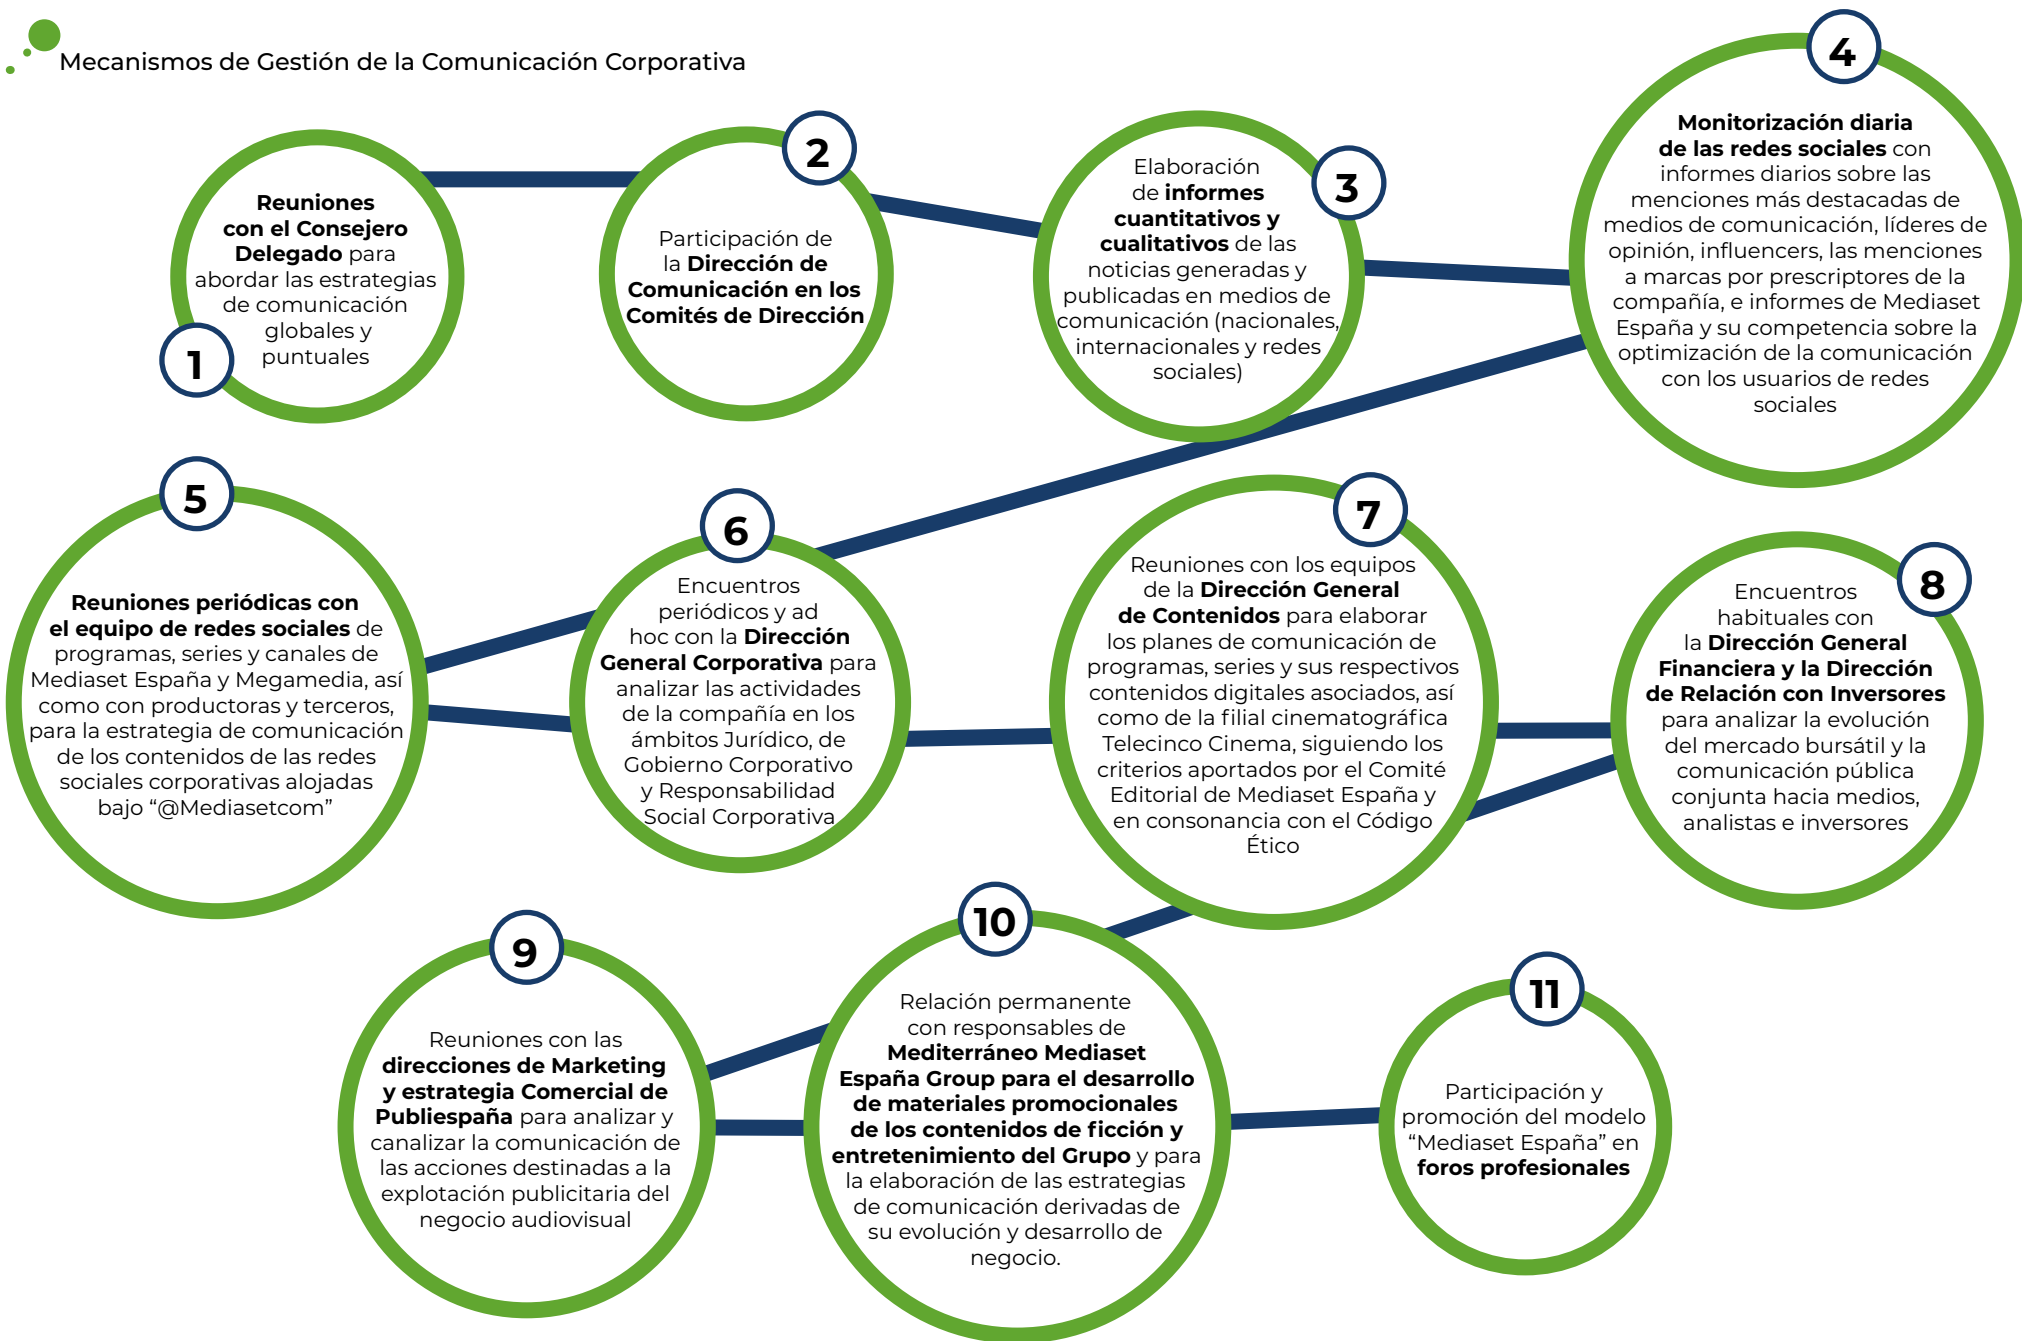 Mecanismos de Gestión de la Comunicación Corporativa
1
Reuniones
con el Consejero
Delegado para
abordar las estrategias
de comunicación
globales y
puntuales
2
Participación de
la Dirección de
Comunicación en los
Comités de Dirección
3
Elaboración
de informes
cuantitativos y
cualitativos de las
noticias generadas y
publicadas en medios de
comunicación (nacionales,
internacionales y redes
sociales)
4
Monitorización diaria
de las redes sociales con
informes diarios sobre las
menciones más destacadas de
medios de comunicación, líderes de
opinión, influencers, las menciones
a marcas por prescriptores de la
compañía, e informes de Mediaset
España y su competencia sobre la
optimización de la comunicación
con los usuarios de redes
sociales
5
Reuniones periódicas con
el equipo de redes sociales de
programas, series y canales de
Mediaset España y Megamedia, así
como con productoras y terceros,
para la estrategia de comunicación
de los contenidos de las redes
sociales corporativas alojadas
bajo “@Mediasetcom”
6
Encuentros
periódicos y ad
hoc con la Dirección
General Corporativa para
analizar las actividades
de la compañía en los
ámbitos Jurídico, de
Gobierno Corporativo
y Responsabilidad
Social Corporativa
7
Reuniones con los equipos
de la Dirección General
de Contenidos para elaborar
los planes de comunicación de
programas, series y sus respectivos
contenidos digitales asociados, así
como de la filial cinematográfica
Telecinco Cinema, siguiendo los
criterios aportados por el Comité
Editorial de Mediaset España y
en consonancia con el Código
Ético
8
Encuentros
habituales con
la Dirección General
Financiera y la Dirección
de Relación con Inversores
para analizar la evolución
del mercado bursátil y la
comunicación pública
conjunta hacia medios,
analistas e inversores
9
Reuniones con las
direcciones de Marketing
y estrategia Comercial de
Publiespaña para analizar y
canalizar la comunicación de
las acciones destinadas a la
explotación publicitaria del
negocio audiovisual
10
Relación permanente
con responsables de
Mediterráneo Mediaset
España Group para el desarrollo
de materiales promocionales
de los contenidos de ficción y
entretenimiento del Grupo y para
la elaboración de las estrategias
de comunicación derivadas de
su evolución y desarrollo de
negocio.
11
Participación y
promoción del modelo
“Mediaset España” en
foros profesionales